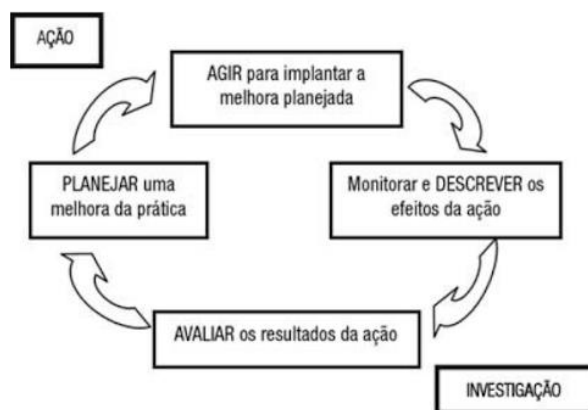 AÇÃO
AGIR para implantar a
melhora planejada
PLANEJAR uma
melhora da prática
Monitorar e DESCREVER os
efeitos da ação
AVALIAR os resultados da ação
INVESTIGAÇÃO